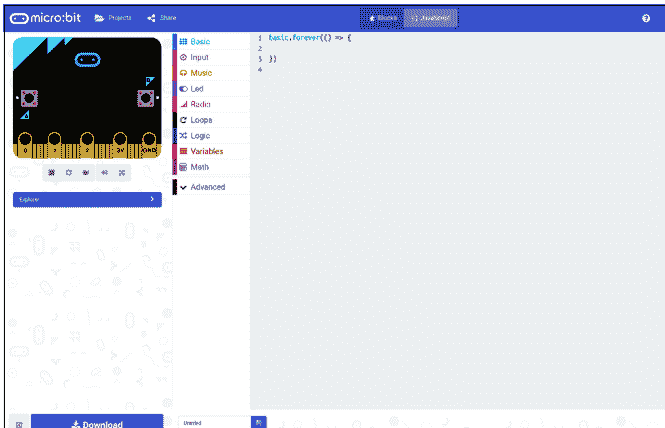 micro:bit Projects Share Blocks JavaScript ?
Basic
Input
Music
Led
Radio
Loops
Logic
Variables
Math
Advanced
1 basic.forever(() => {
2
3 })
4
0 1 2 3V GND
Explorer
Download
Untitled